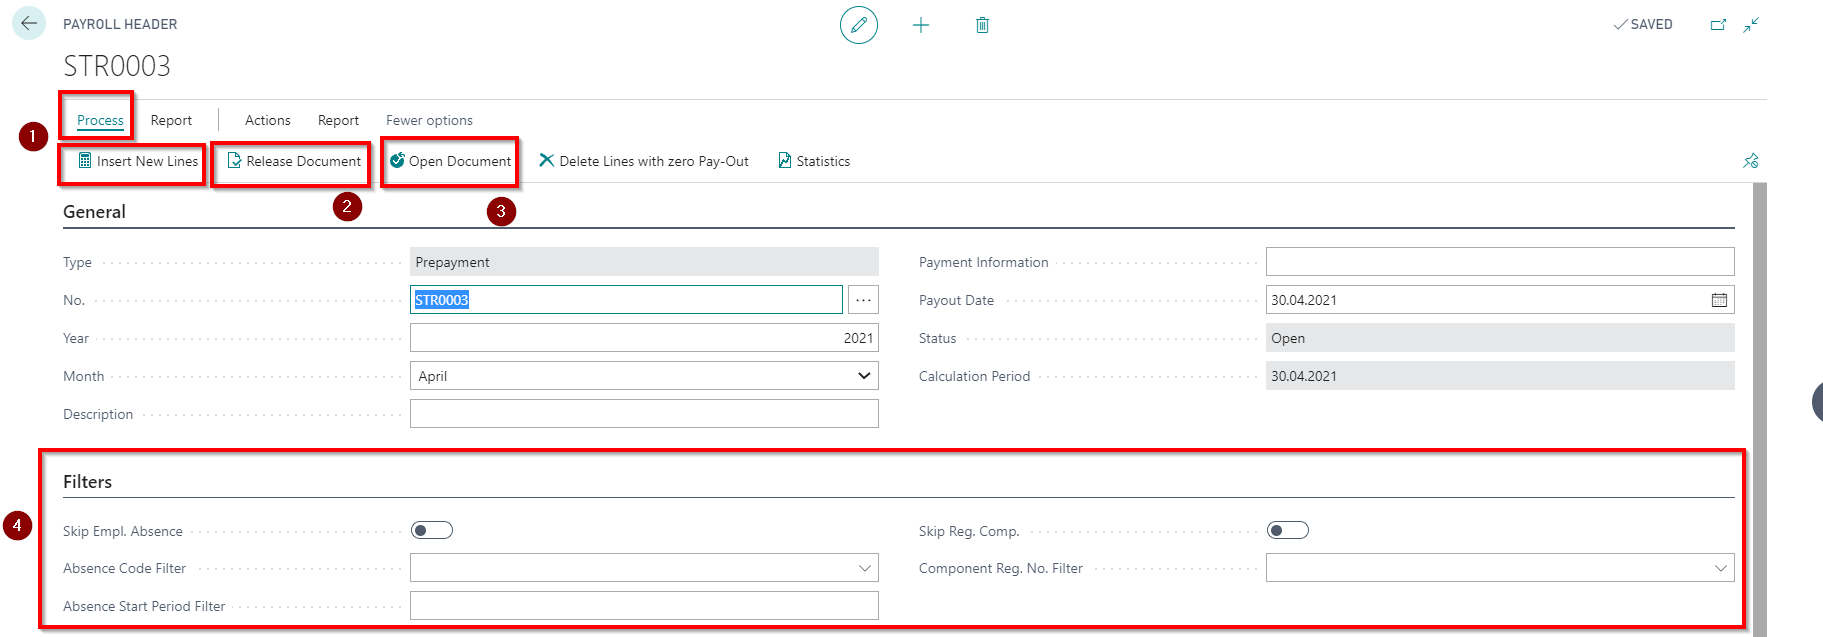 PAYROLL HEADER
SAVED
STR0003
Process Report Actions Report Fewer options
1
Insert New Lines Release Document Open Document Delete Lines with zero Pay-Out Statistics
2
3
General
Type Prepayment Payment Information
No. STR0003 ... Payout Date 30.04.2021
Year 2021 Status Open
Month April Calculation Period 30.04.2021
Description
Filters
4
Skip Empl. Absence Skip Reg. Comp.
Absence Code Filter Component Reg. No. Filter
Absence Start Period Filter